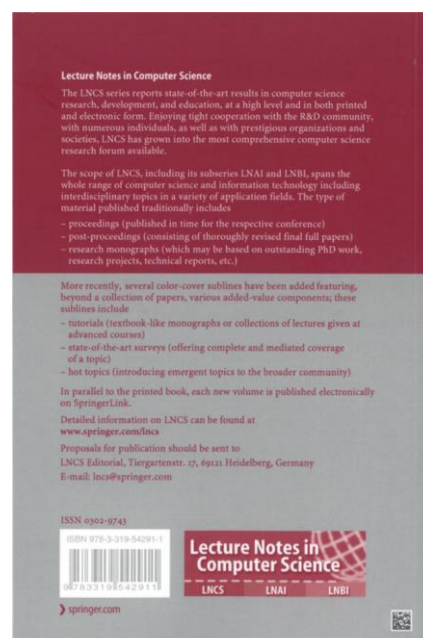 Lecture Notes in Computer Science
The LNCS series reports state-of-the-art results in computer science
research, development, and education, at a high level and in both printed
and electronic form. Enjoying tight cooperation with the R&D community,
with numerous individuals, as well as with prestigious organizations and
societies, LNCS has grown into the most comprehensive computer science
research forum available.
The scope of LNCS, including its subseries LNAI and LNBI, spans the
whole range of computer science and information technology including
interdisciplinary topics in a variety of application fields. The type of
material published traditionally includes
– proceedings (published in time for the respective conference)
– post-proceedings (consisting of thoroughly revised final full papers)
– research monographs (which may be based on outstanding PhD work,
research projects, technical reports, etc.)
More recently, several color-cover sublines have been added featuring,
beyond a collection of papers, various added-value components; these
sublines include
– tutorials (textbook-like monographs or collections of lectures given at
advanced courses)
– state-of-the-art surveys (offering complete and mediated coverage
of a topic)
– hot topics (introducing emergent topics to the broader community)
In parallel to the printed book, each new volume is published electronically
on SpringerLink.
Detailed information on LNCS can be found at
www.springer.com/lncs
Proposals for publication should be sent to
LNCS Editorial, Tiergartenstr. 17, 69121 Heidelberg, Germany
E-mail: lncs@springer.com
ISSN 0302-9743
ISBN 978-3-319-54291-1
9 783319 542911
Lecture Notes in
Computer Science
LNCS LNAI LNBI
› springer.com